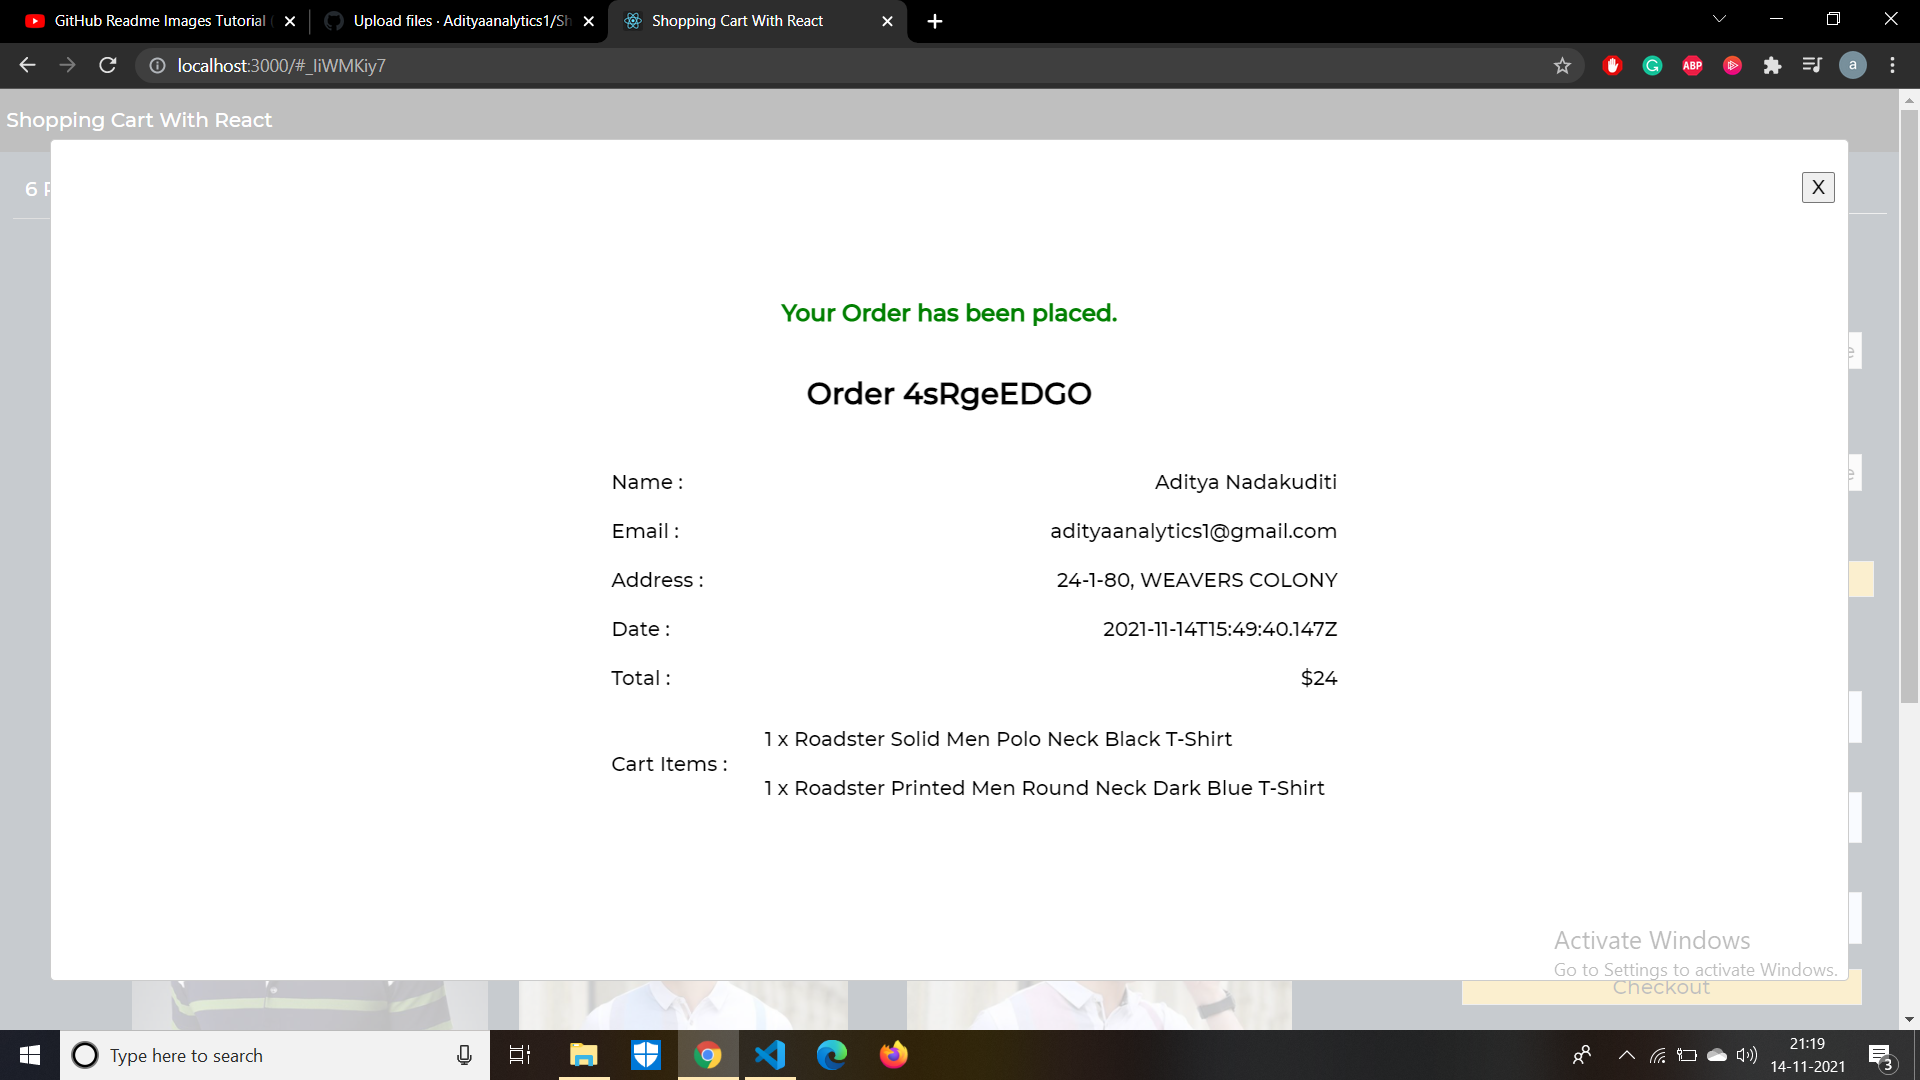 GitHub Readme Images Tutorial
Upload files · Adityaanalytics1/Sh
Shopping Cart With React
localhost:3000/#_liWMKiy7
ABP
a
Shopping Cart With React
6
X
Your Order has been placed.
Order 4sRgeEDGO
Name : Aditya Nadakuditi
Email : adityaanalytics1@gmail.com
Address : 24-1-80, WEAVERS COLONY
Date : 2021-11-14T15:49:40.147Z
Total : $24
Cart Items :
1 x Roadster Solid Men Polo Neck Black T-Shirt
1 x Roadster Printed Men Round Neck Dark Blue T-Shirt
Activate Windows
Go to Settings to activate Windows.
Checkout
Type here to search
21:19
14-11-2021
3